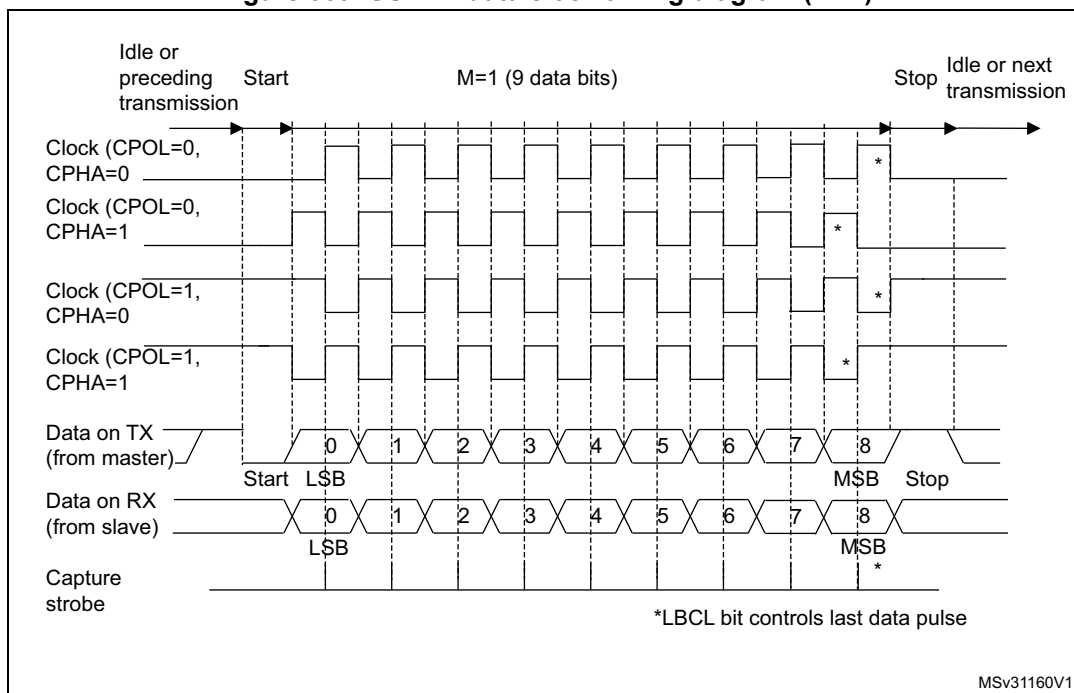 Idle or
preceding
transmission
Start
M=1 (9 data bits)
Stop
Idle or next
transmission
Clock (CPOL=0,
CPHA=0
Clock (CPOL=0,
CPHA=1
Clock (CPOL=1,
CPHA=0
Clock (CPOL=1,
CPHA=1
*
*
*
*
Data on TX
(from master)
0 1 2 3 4 5 6 7 8
Start LSB MSB Stop
Data on RX
(from slave)
0 1 2 3 4 5 6 7 8
LSB MSB
Capture
strobe
*
*LBCL bit controls last data pulse
MSv31160V1